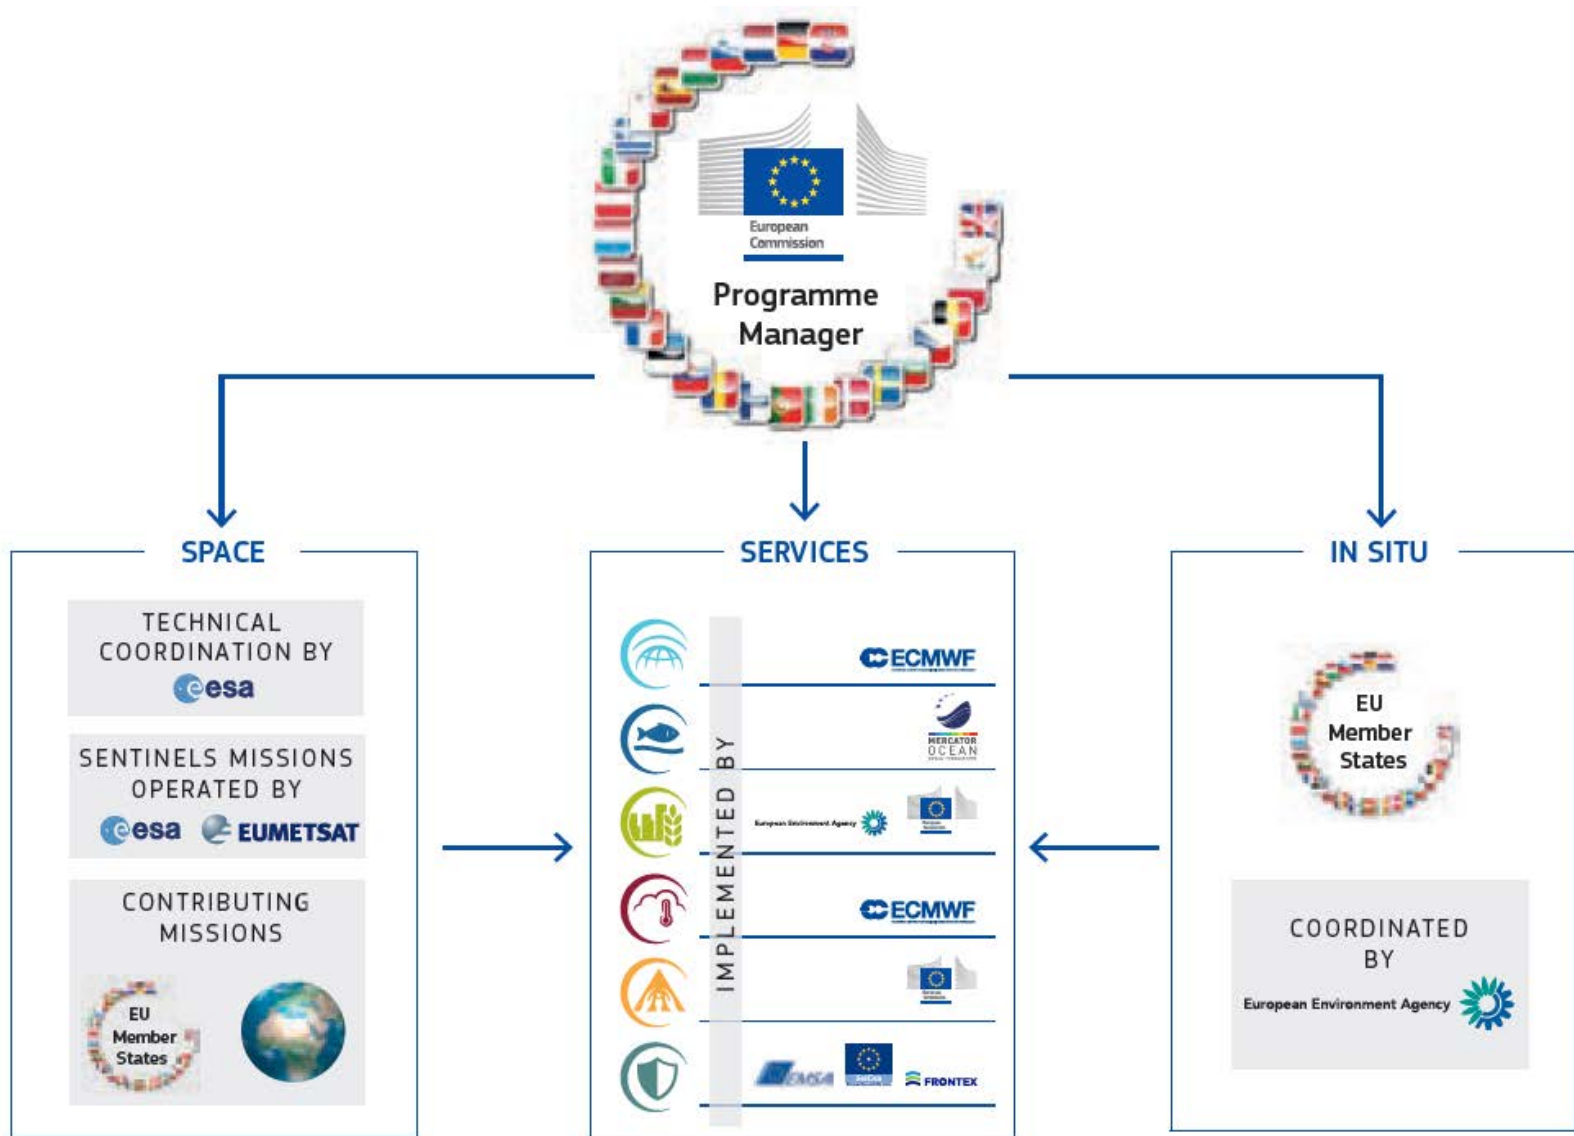 European
Commission
Programme
Manager
SPACE
TECHNICAL
COORDINATION BY
esa
SENTINELS MISSIONS
OPERATED BY
esa EUMETSAT
CONTRIBUTING
MISSIONS
EU
Member
States
SERVICES
IMPLEMENTED BY
ECMWF
MERCATOR
OCEAN
European Environment Agency
ECMWF
EMSA
FRONTEX
IN SITU
EU
Member
States
COORDINATED
BY
European Environment Agency